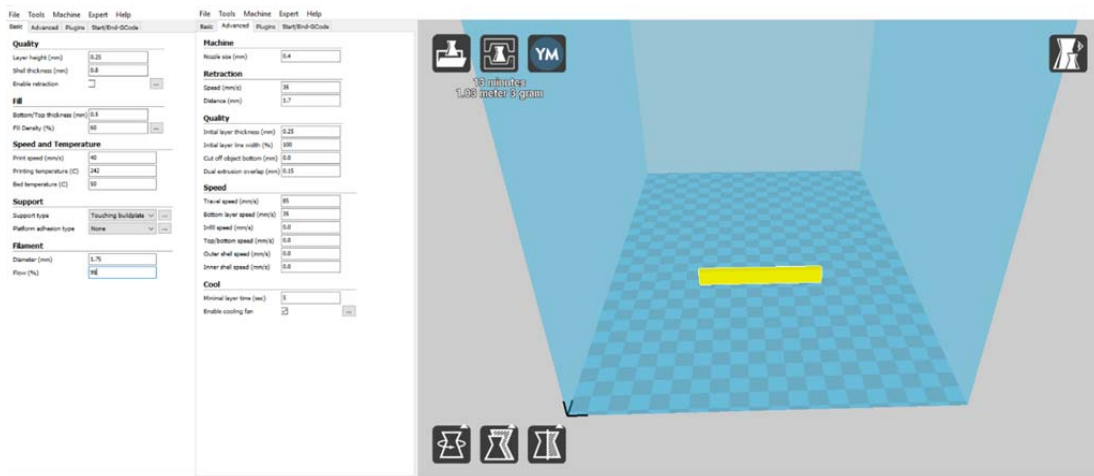 File Tools Machine Expert Help
Basic Advanced Plugins Start/End-GCode
Quality
Layer height (mm) 0.25
Shell thickness (mm) 0.8
Enable retraction ...
Fill
Bottom/Top thickness (mm) 0.5
Fill Density (%) 60 ...
Speed and Temperature
Print speed (mm/s) 40
Printing temperature (C) 242
Bed temperature (C) 50
Support
Support type Touching buildplate ...
Platform adhesion type None ...
Filament
Diameter (mm) 1.75
Flow (%)
File Tools Machine Expert Help
Basic Advanced Plugins Start/End-GCode
Machine
Nozzle size (mm) 0.4
Retraction
Speed (mm/s)
Distance (mm)
Quality
Initial layer thickness (mm) 0.25
Initial layer line width (%) 100
Cut off object bottom (mm) 0.0
Dual extrusion overlap (mm) 0.15
Speed
Travel speed (mm/s) 85
Bottom layer speed (mm/s)
Infill speed (mm/s) 0.0
Top/bottom speed (mm/s) 0.0
Outer shell speed (mm/s) 0.0
Inner shell speed (mm/s) 0.0
Cool
Minimal layer time (sec) 5
Enable cooling fan ...
YM
13 minutes
1.03 meter 3 gram